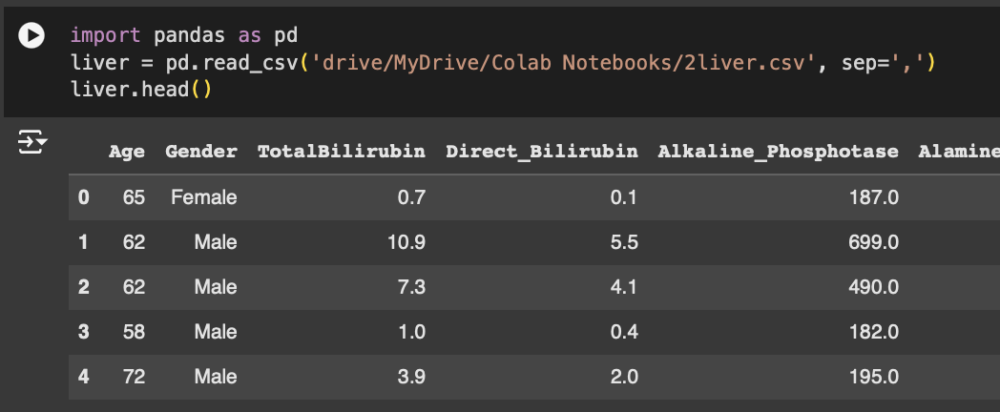 import pandas as pd
liver = pd.read_csv('drive/MyDrive/Colab Notebooks/2liver.csv', sep=',')
liver.head()
Age Gender TotalBilirubin Direct_Bilirubin Alkaline_Phosphotase Alamine
0 65 Female 0.7 0.1 187.0
1 62 Male 10.9 5.5 699.0
2 62 Male 7.3 4.1 490.0
3 58 Male 1.0 0.4 182.0
4 72 Male 3.9 2.0 195.0